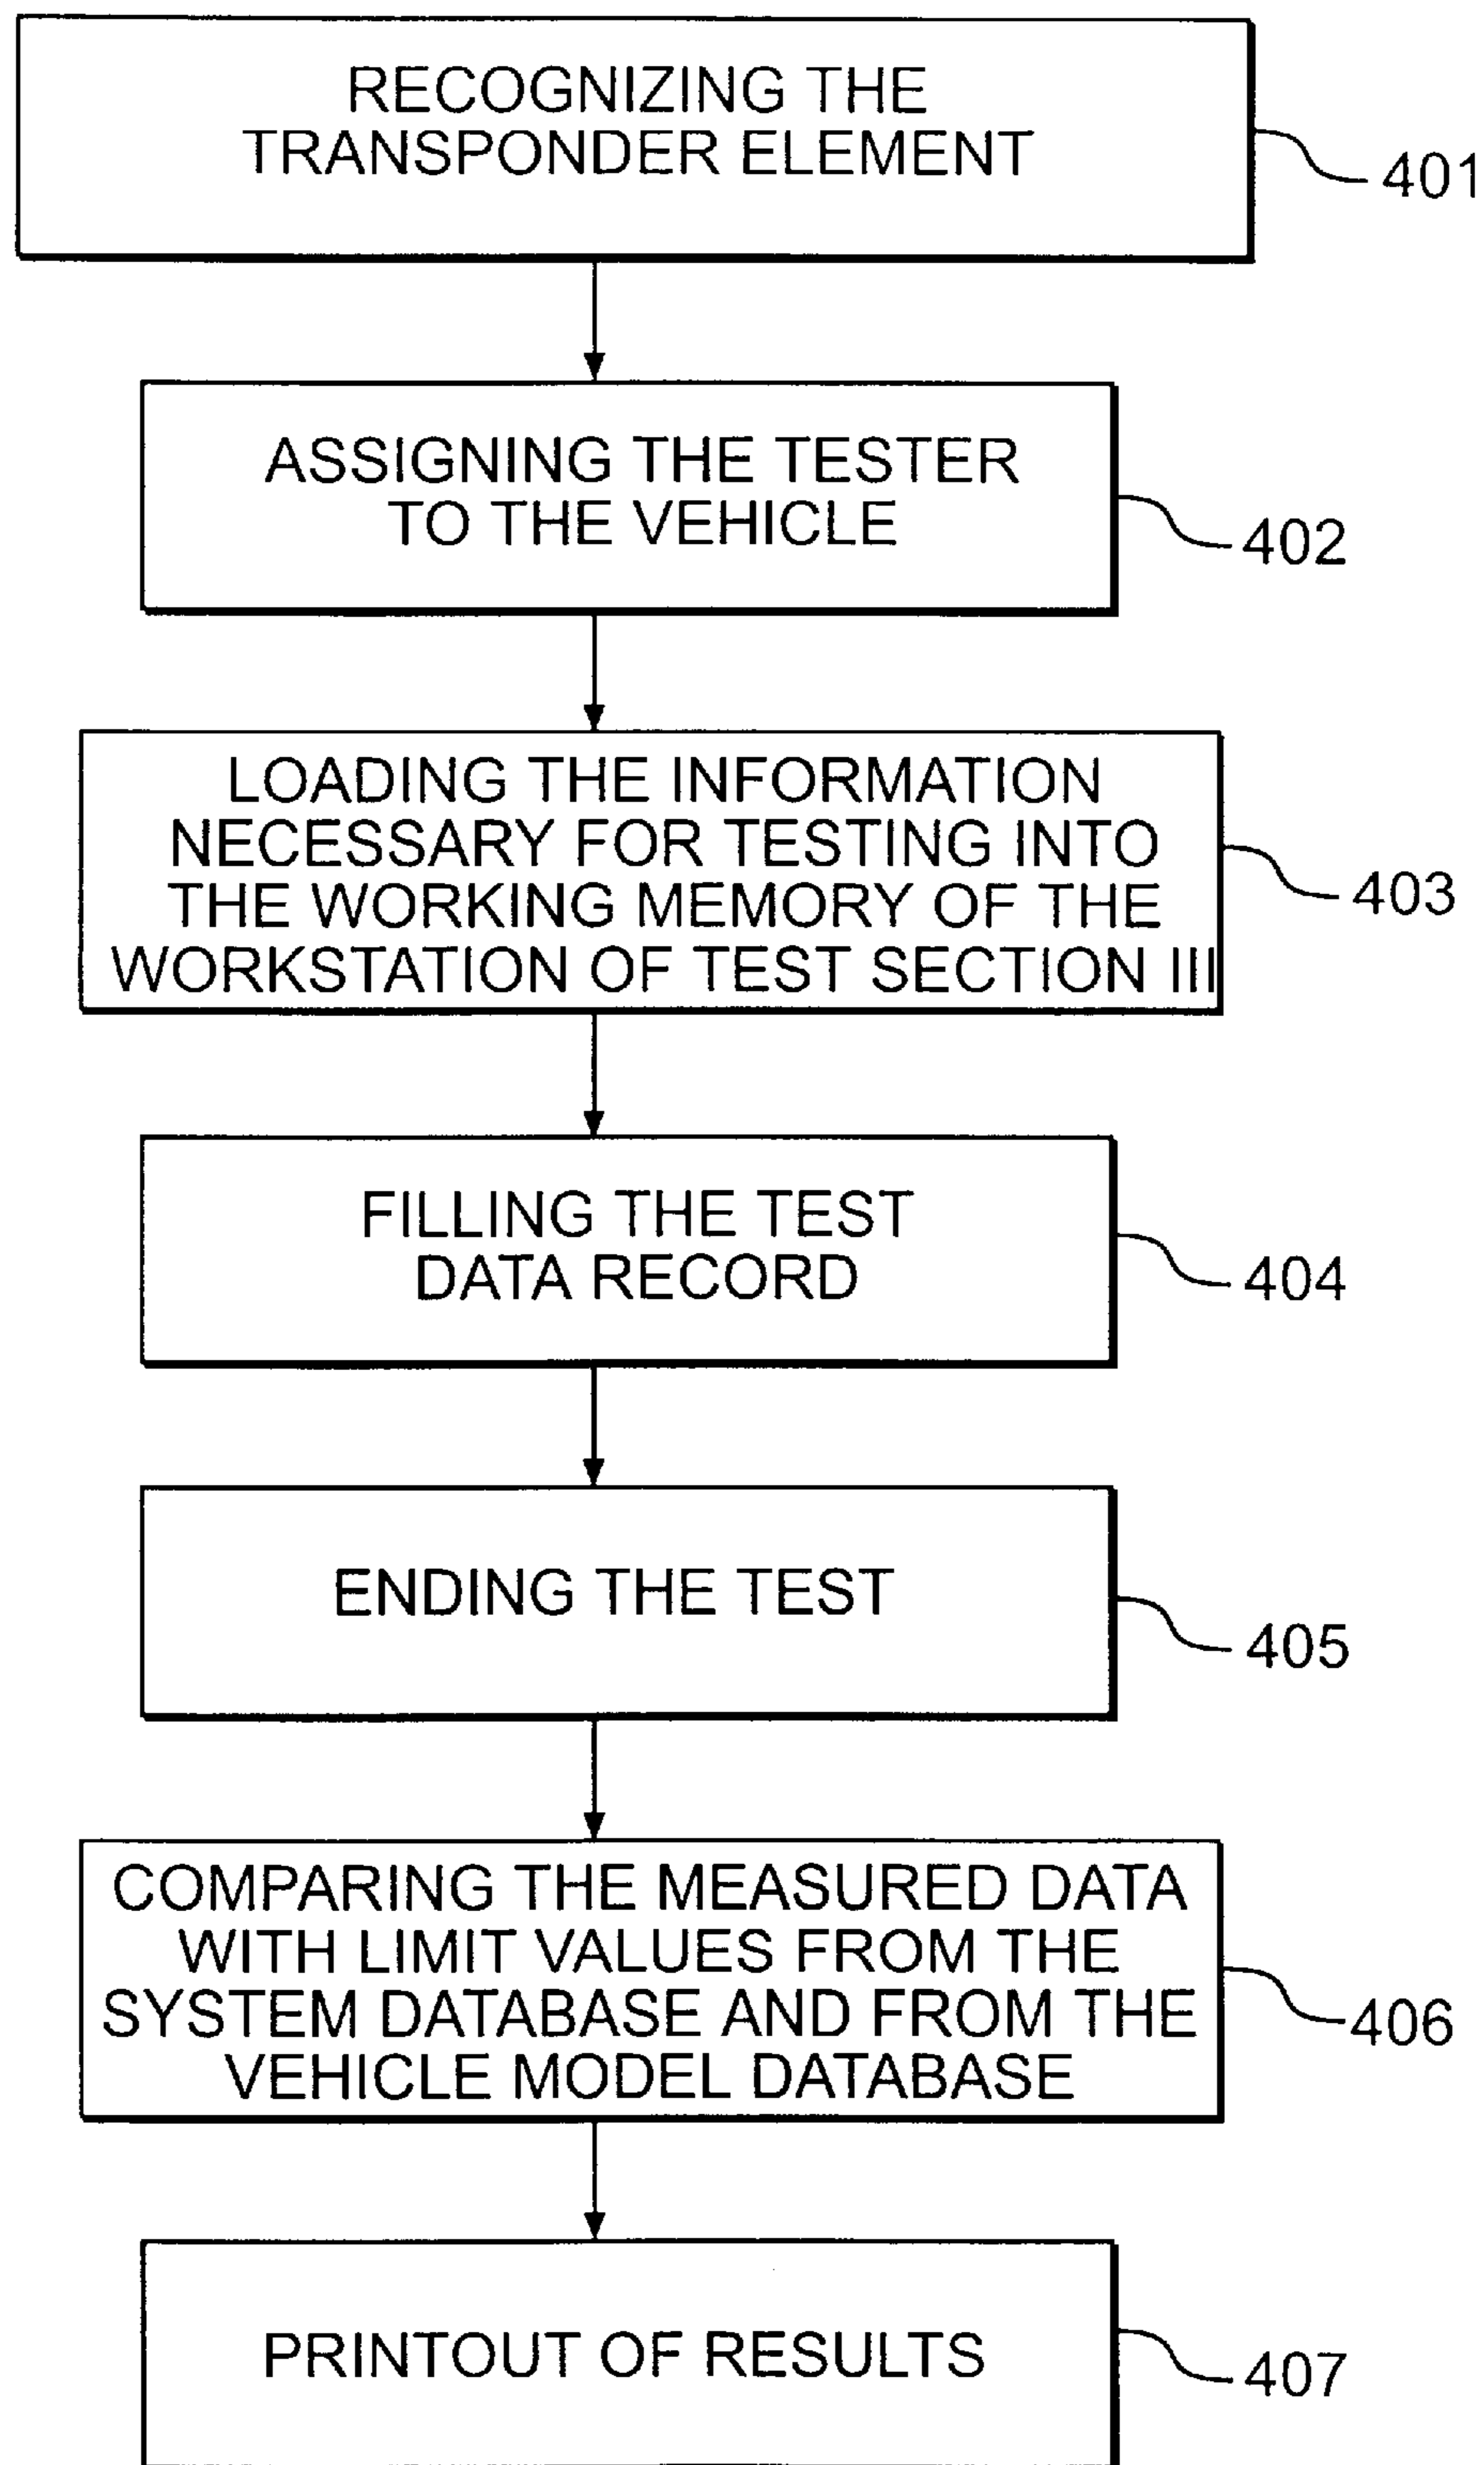 RECOGNIZING THE
TRANSPONDER ELEMENT
401
ASSIGNING THE TESTER
TO THE VEHICLE
402
LOADING THE INFORMATION
NECESSARY FOR TESTING INTO
THE WORKING MEMORY OF THE
WORKSTATION OF TEST SECTION III
403
FILLING THE TEST
DATA RECORD
404
ENDING THE TEST
405
COMPARING THE MEASURED DATA
WITH LIMIT VALUES FROM THE
SYSTEM DATABASE AND FROM THE
VEHICLE MODEL DATABASE
406
PRINTOUT OF RESULTS
407